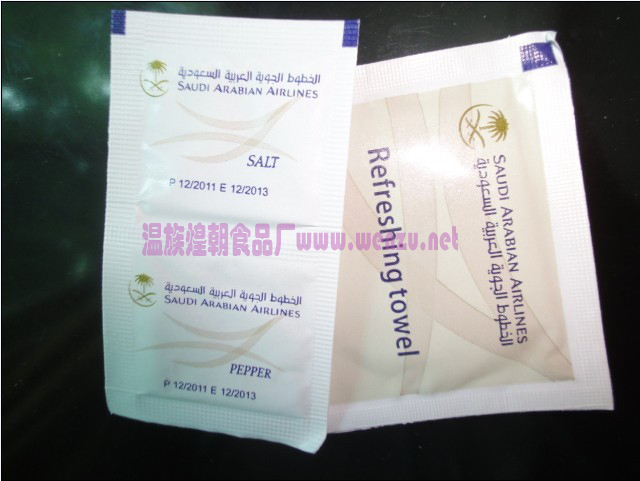 الخطوط الجوية العربية السعودية
SAUDI ARABIAN AIRLINES
SALT
P 12/2011 E 12/2013
温族煌朝食品厂www.wenzu.net
الخطوط الجوية العربية السعودية
SAUDI ARABIAN AIRLINES
PEPPER
P 12/2011 E 12/2013
Refreshing towel
SAUDI ARABIAN AIRLINES
الخطوط الجوية العربية السعودية